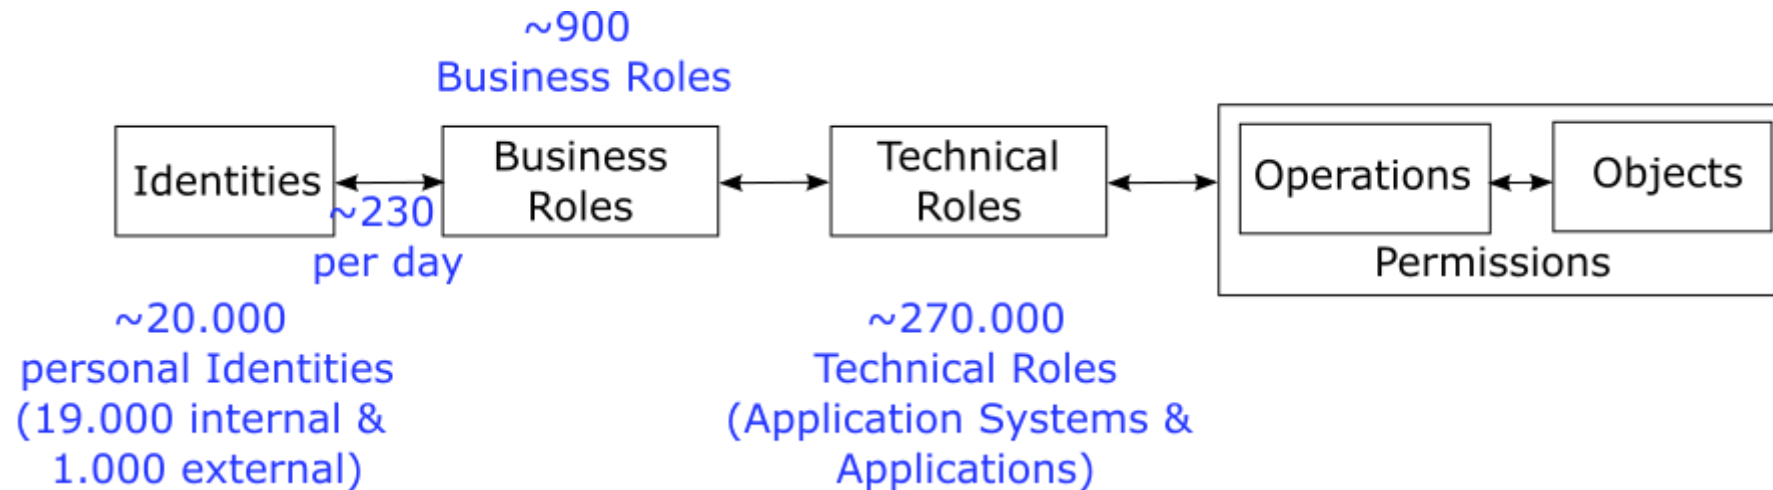 ~900
Business Roles
Identities
Business
Roles
Technical
Roles
Operations
Objects
Permissions
~230
per day
~20.000
personal Identities
(19.000 internal &
1.000 external)
~270.000
Technical Roles
(Application Systems &
Applications)